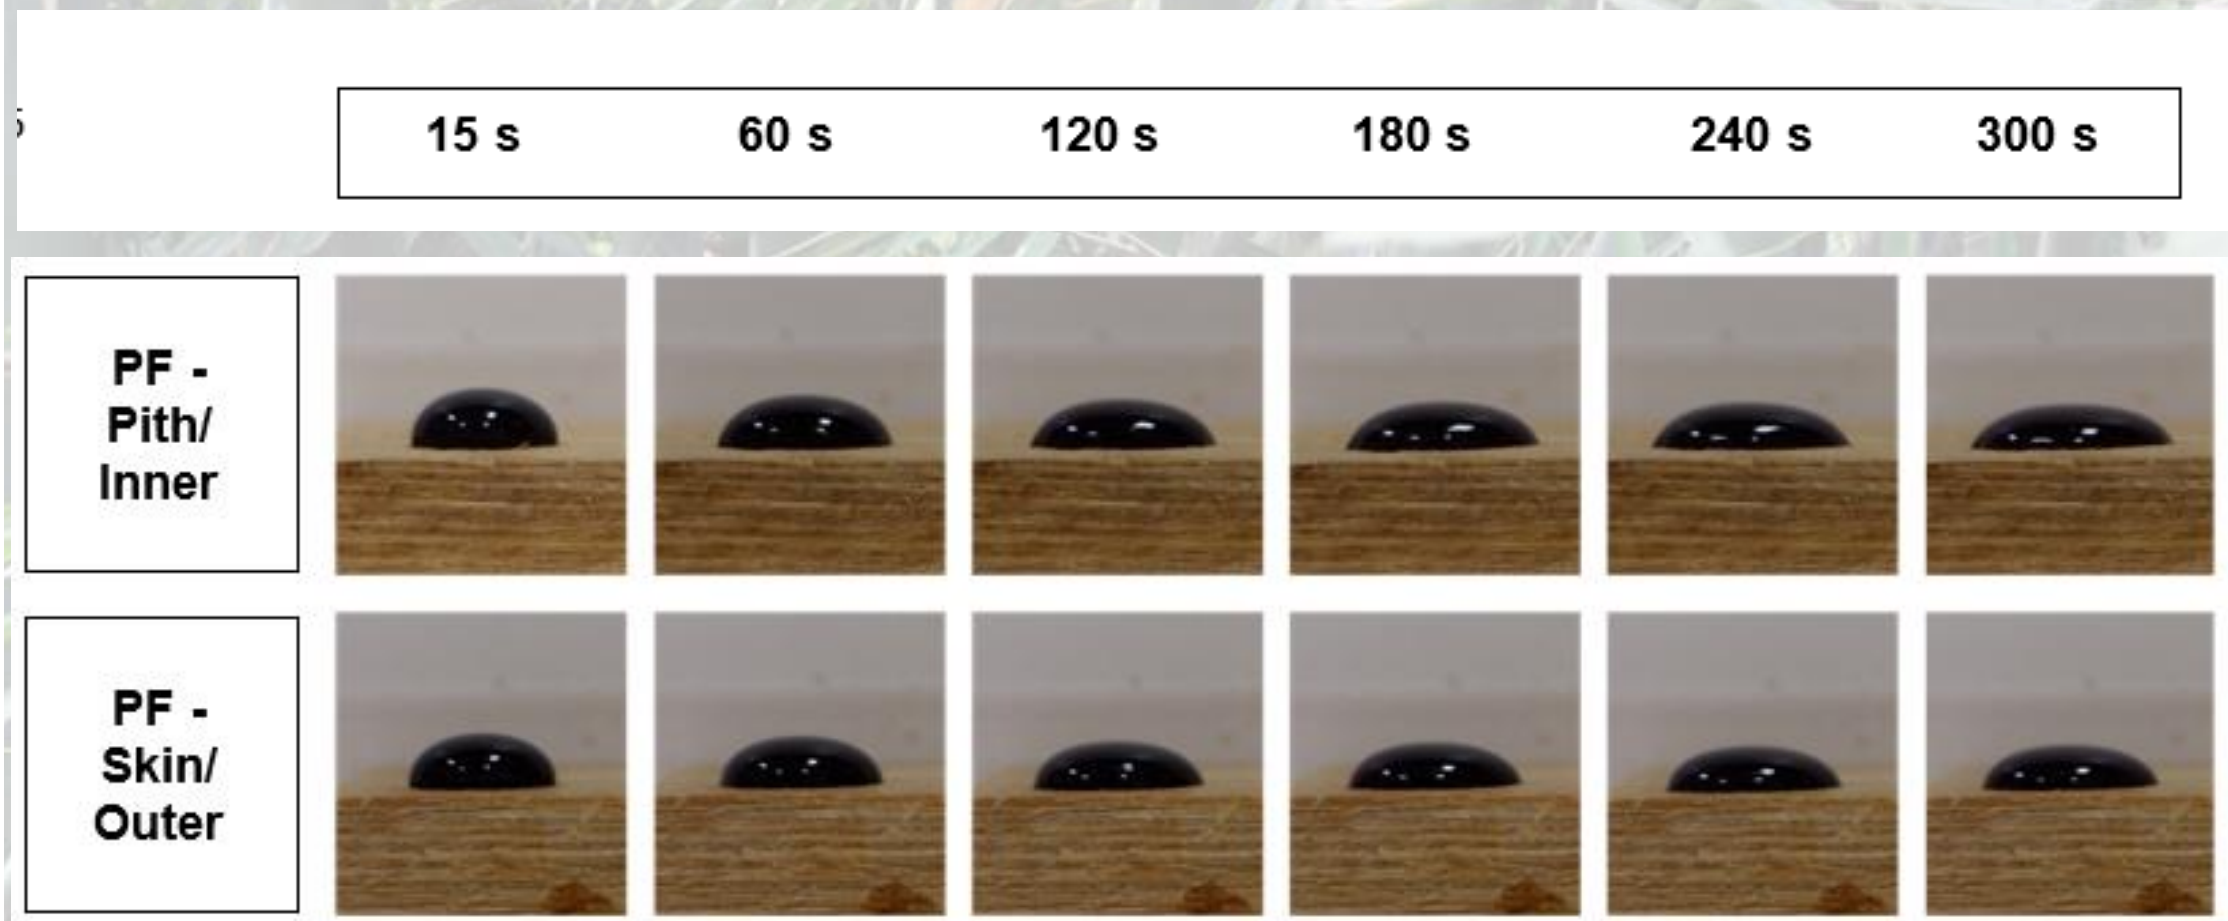 15 s 60 s 120 s 180 s 240 s 300 s
PF -
Pith/
Inner
PF -
Skin/
Outer